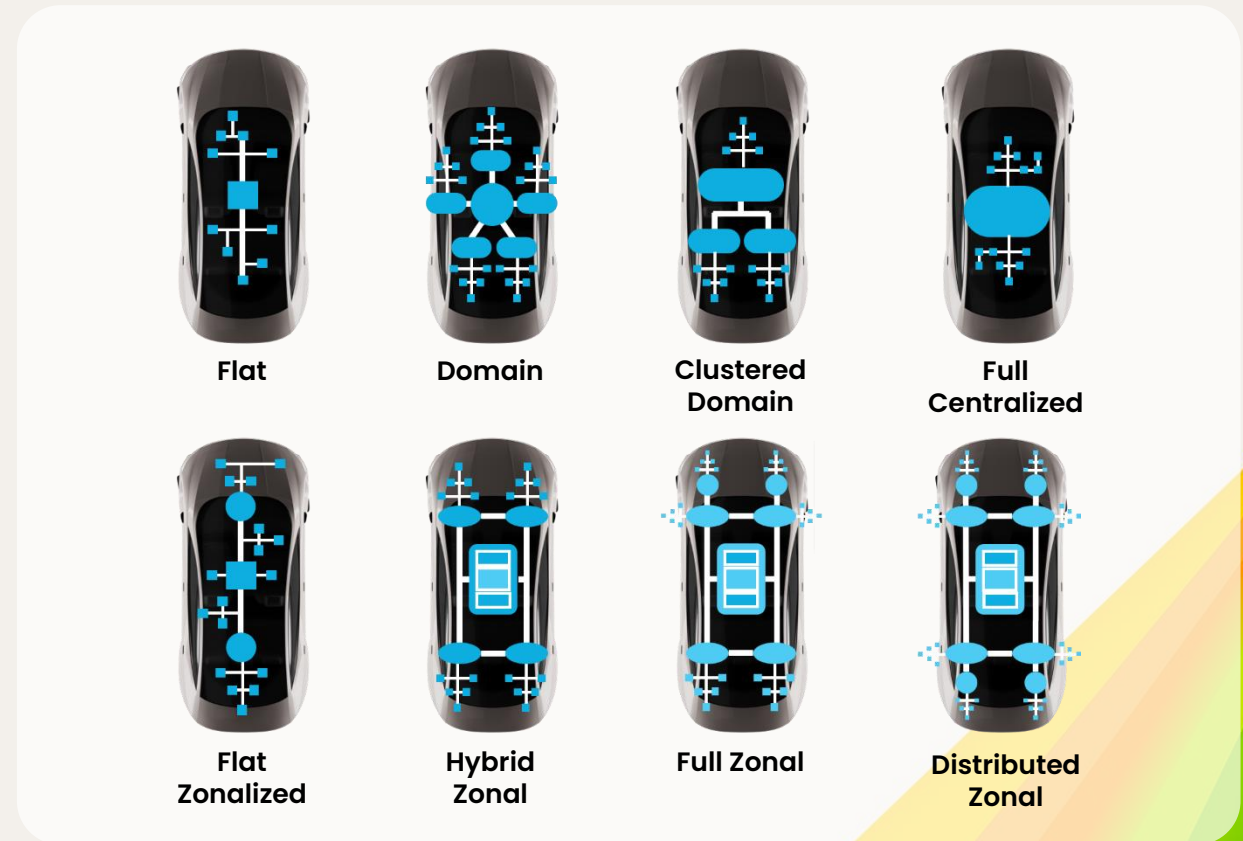 Flat
Domain
Clustered
Domain
Full
Centralized
Flat
Zonalized
Hybrid
Zonal
Full Zonal
Distributed
Zonal